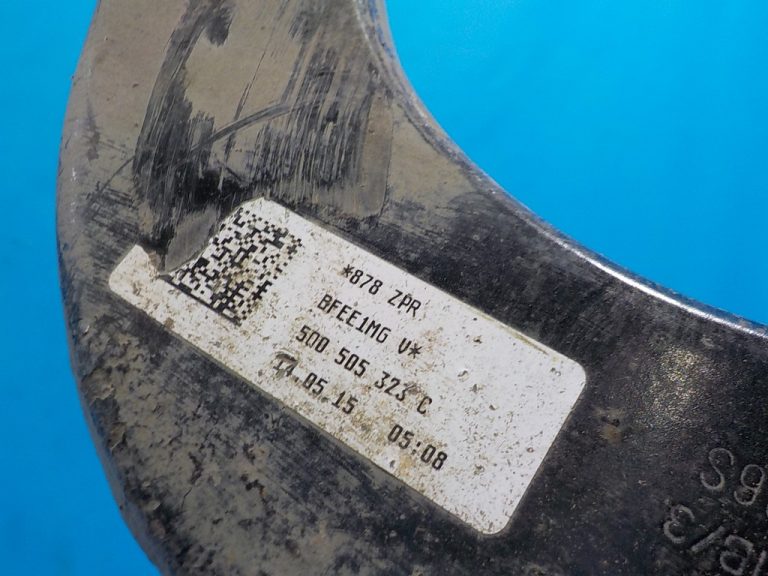 *878 ZPR
BFEE1MG V*
5Q0 505 323 C
14.05.15 05:08